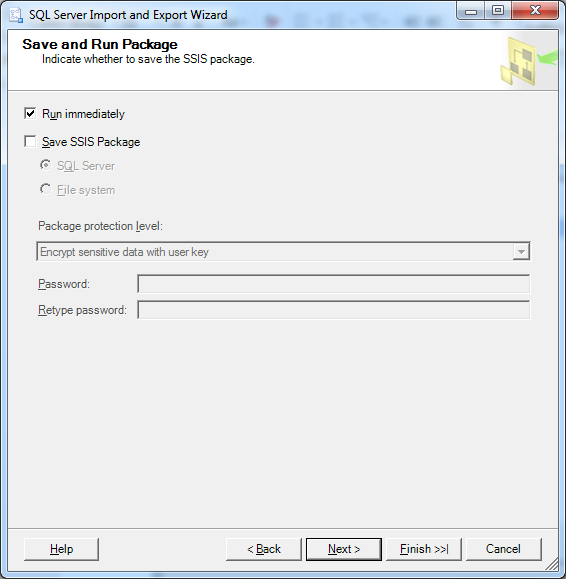 SQL Server Import and Export Wizard
Save and Run Package
Indicate whether to save the SSIS package.
Run immediately
Save SSIS Package
SQL Server
File system
Package protection level:
Encrypt sensitive data with user key
Password:
Retype password:
Help
< Back
Next >
Finish >>|
Cancel